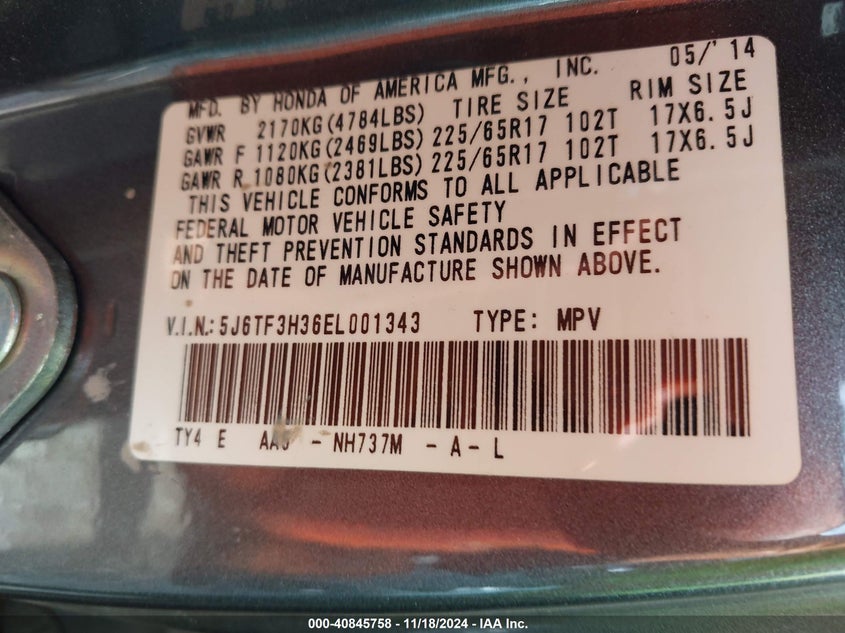 MFD. BY HONDA OF AMERICA MFG., INC. 05/'14
GVWR 2170KG(4784LBS) TIRE SIZE RIM SIZE
GAWR F 1120KG(2469LBS) 225/65R17 102T 17X6.5J
GAWR R 1080KG(2381LBS) 225/65R17 102T 17X6.5J
THIS VEHICLE CONFORMS TO ALL APPLICABLE
FEDERAL MOTOR VEHICLE SAFETY
AND THEFT PREVENTION STANDARDS IN EFFECT
ON THE DATE OF MANUFACTURE SHOWN ABOVE.
V.I.N.: 5J6TF3H36EL001343 TYPE: MPV
TY4 E - NH737M - A - L
000-40845758 - 11/18/2024 - IAA Inc.